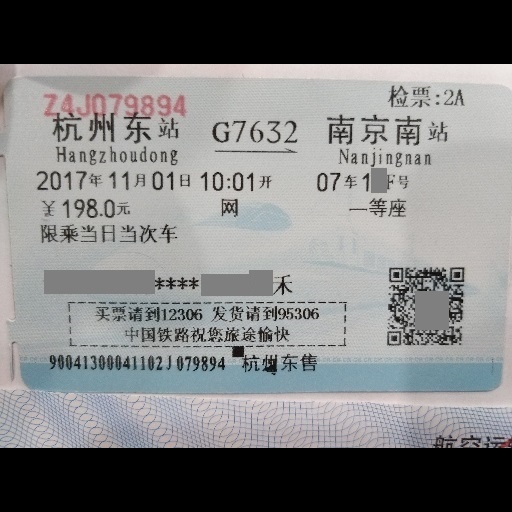 检票:2A
Z4J079894
杭州东站 G7632 南京南站
Hangzhoudong Nanjingnan
2017年11月01日10:01开 07车1 F号
￥198.0元 网 一等座
限乘当日当次车
**** 禾
买票请到12306 发货请到95306
中国铁路祝您旅途愉快
90041300041102J079894 杭州东售
航空运